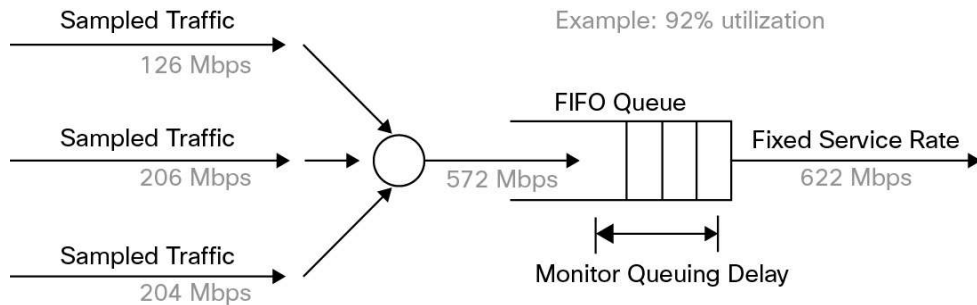 Sampled Traffic
126 Mbps
Example: 92% utilization
FIFO Queue
Sampled Traffic
206 Mbps
572 Mbps
Fixed Service Rate
622 Mbps
Sampled Traffic
204 Mbps
Monitor Queuing Delay